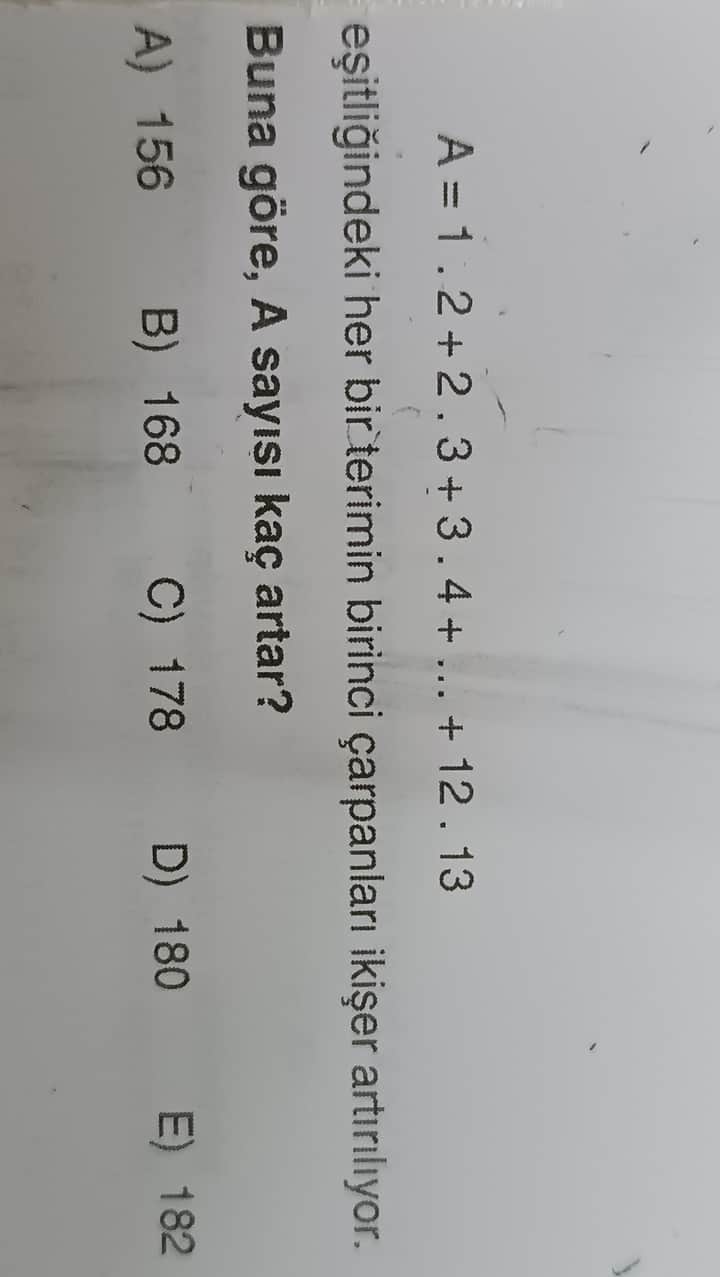 A = 1 . 2 + 2 . 3 + 3 . 4 + ... + 12 . 13
eşitliğindeki her bir terimin birinci çarpanları ikişer artırılıyor.
Buna göre, A sayısı kaç artar?
A) 156 B) 168 C) 178 D) 180 E) 182